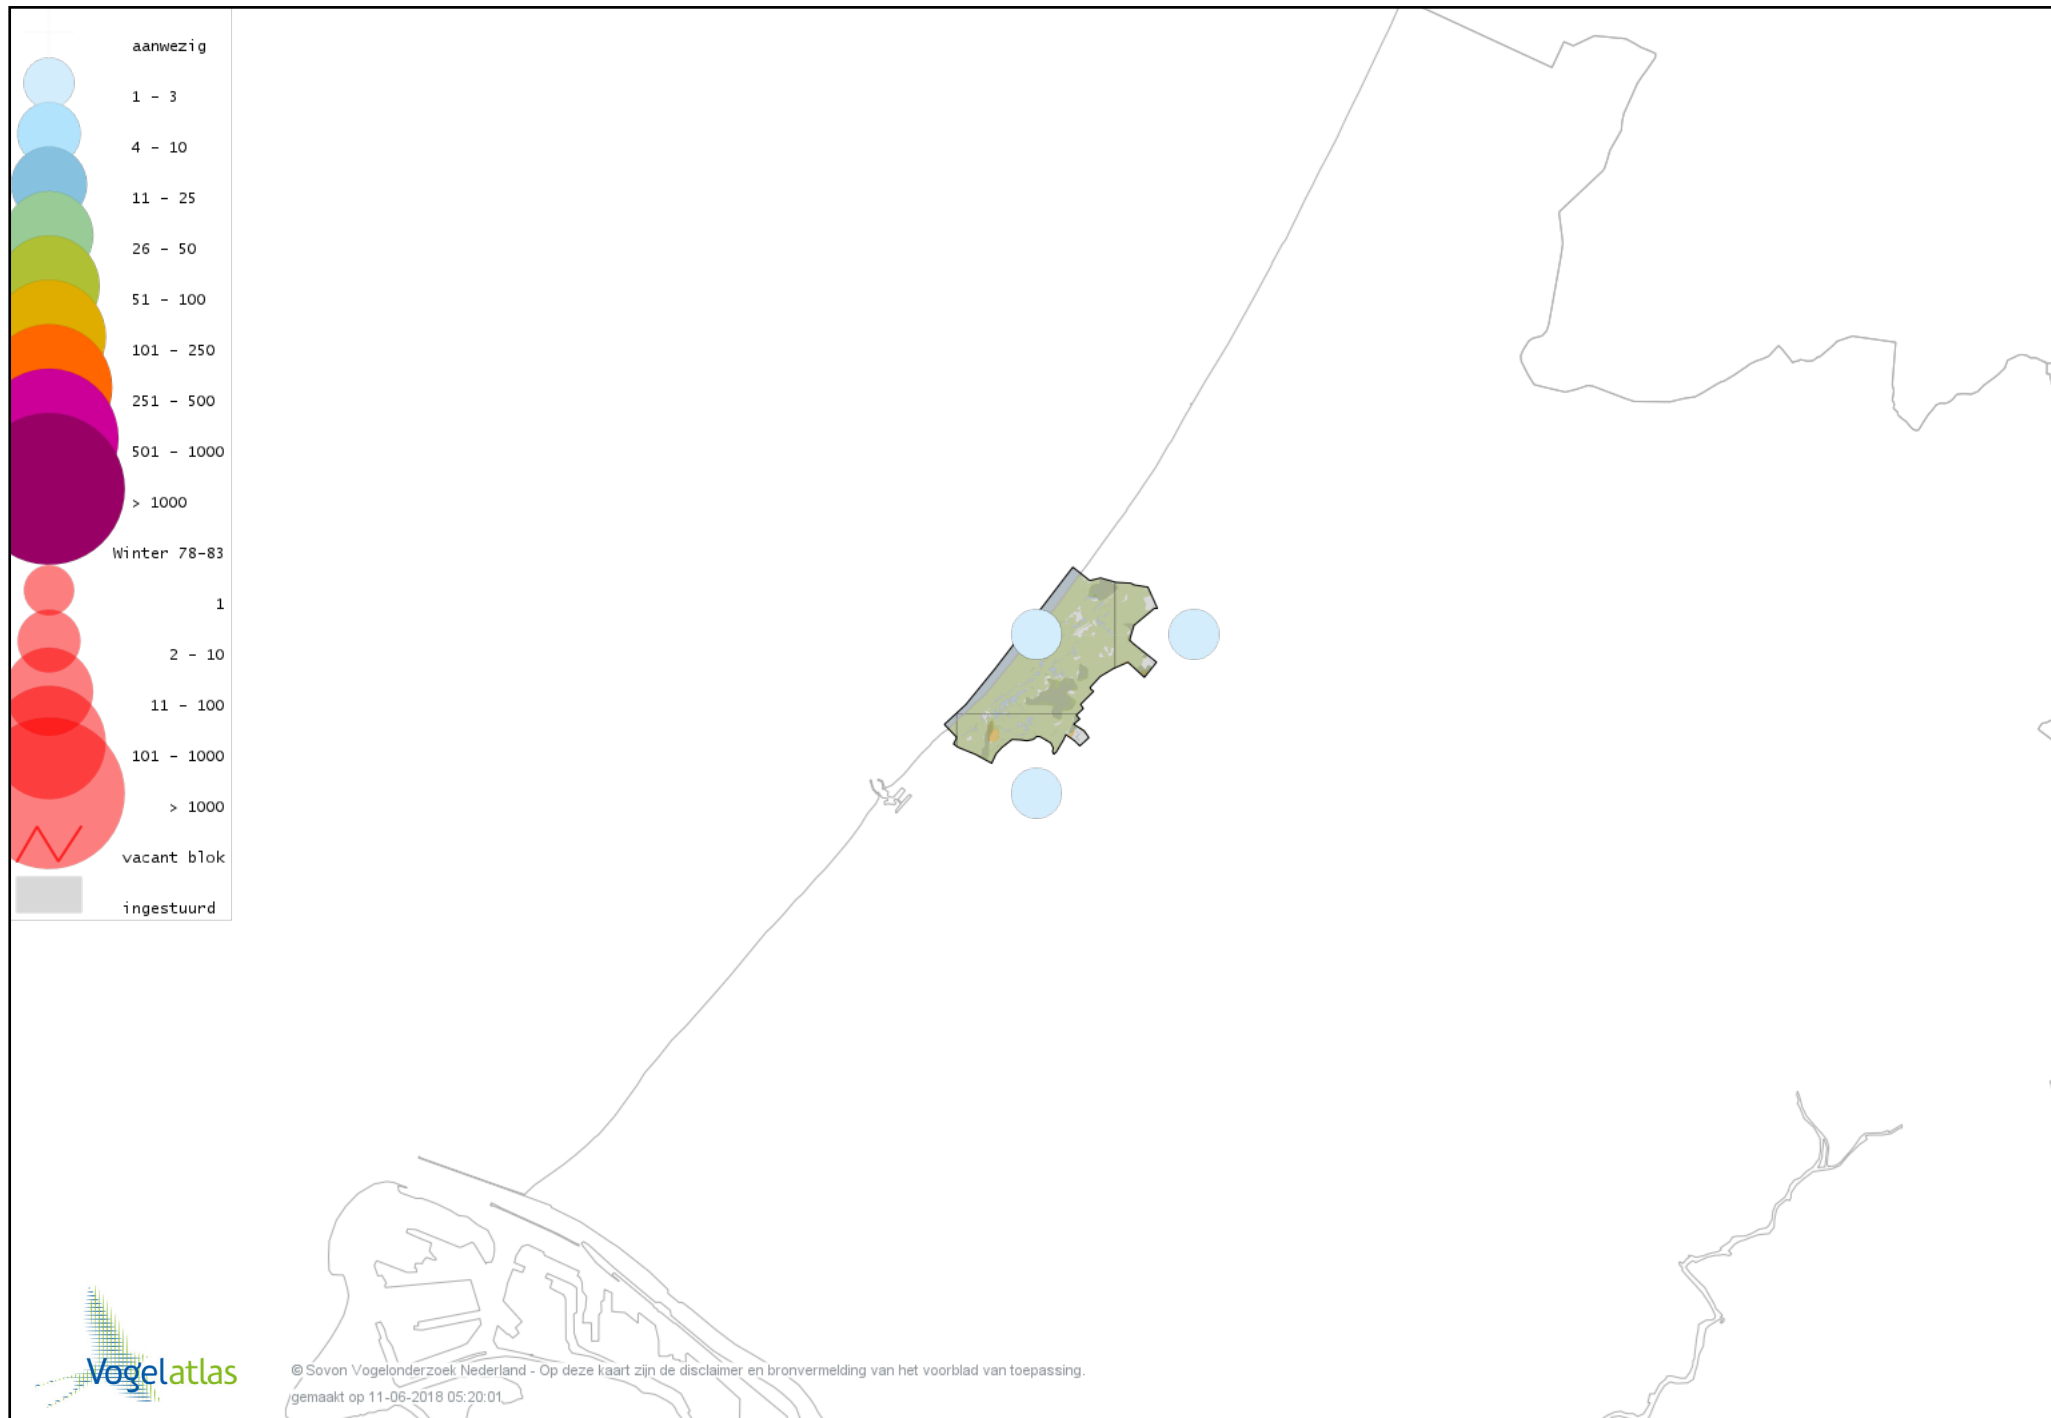 aanwezig
1 - 3
4 - 10
11 - 25
26 - 50
51 - 100
101 - 250
251 - 500
501 - 1000
> 1000
Winter 78-83
1
2 - 10
11 - 100
101 - 1000
> 1000
vacant blok
ingestuurd
Vogelatlas
© Sovon Vogelonderzoek Nederland - Op deze kaart zijn de disclaimer en bronvermelding van het voorblad van toepassing.
gemaakt op 11-06-2018 05:20:01